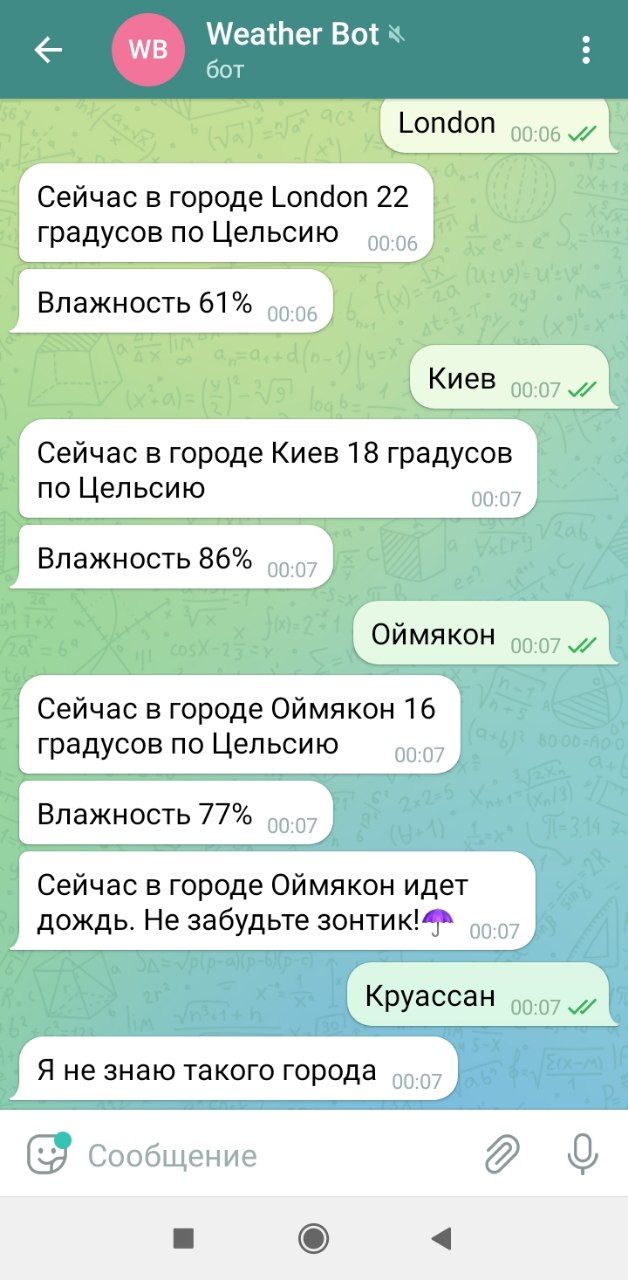 WB
Weather Bot
бот
London 00:06
Сейчас в городе London 22
градусов по Цельсию 00:06
Влажность 61% 00:06
Киев 00:07
Сейчас в городе Киев 18 градусов
по Цельсию 00:07
Влажность 86% 00:07
Оймякон 00:07
Сейчас в городе Оймякон 16
градусов по Цельсию 00:07
Влажность 77% 00:07
Сейчас в городе Оймякон идет
дождь. Не забудьте зонтик!☂ 00:07
Круассан 00:07
Я не знаю такого города 00:07
Сообщение